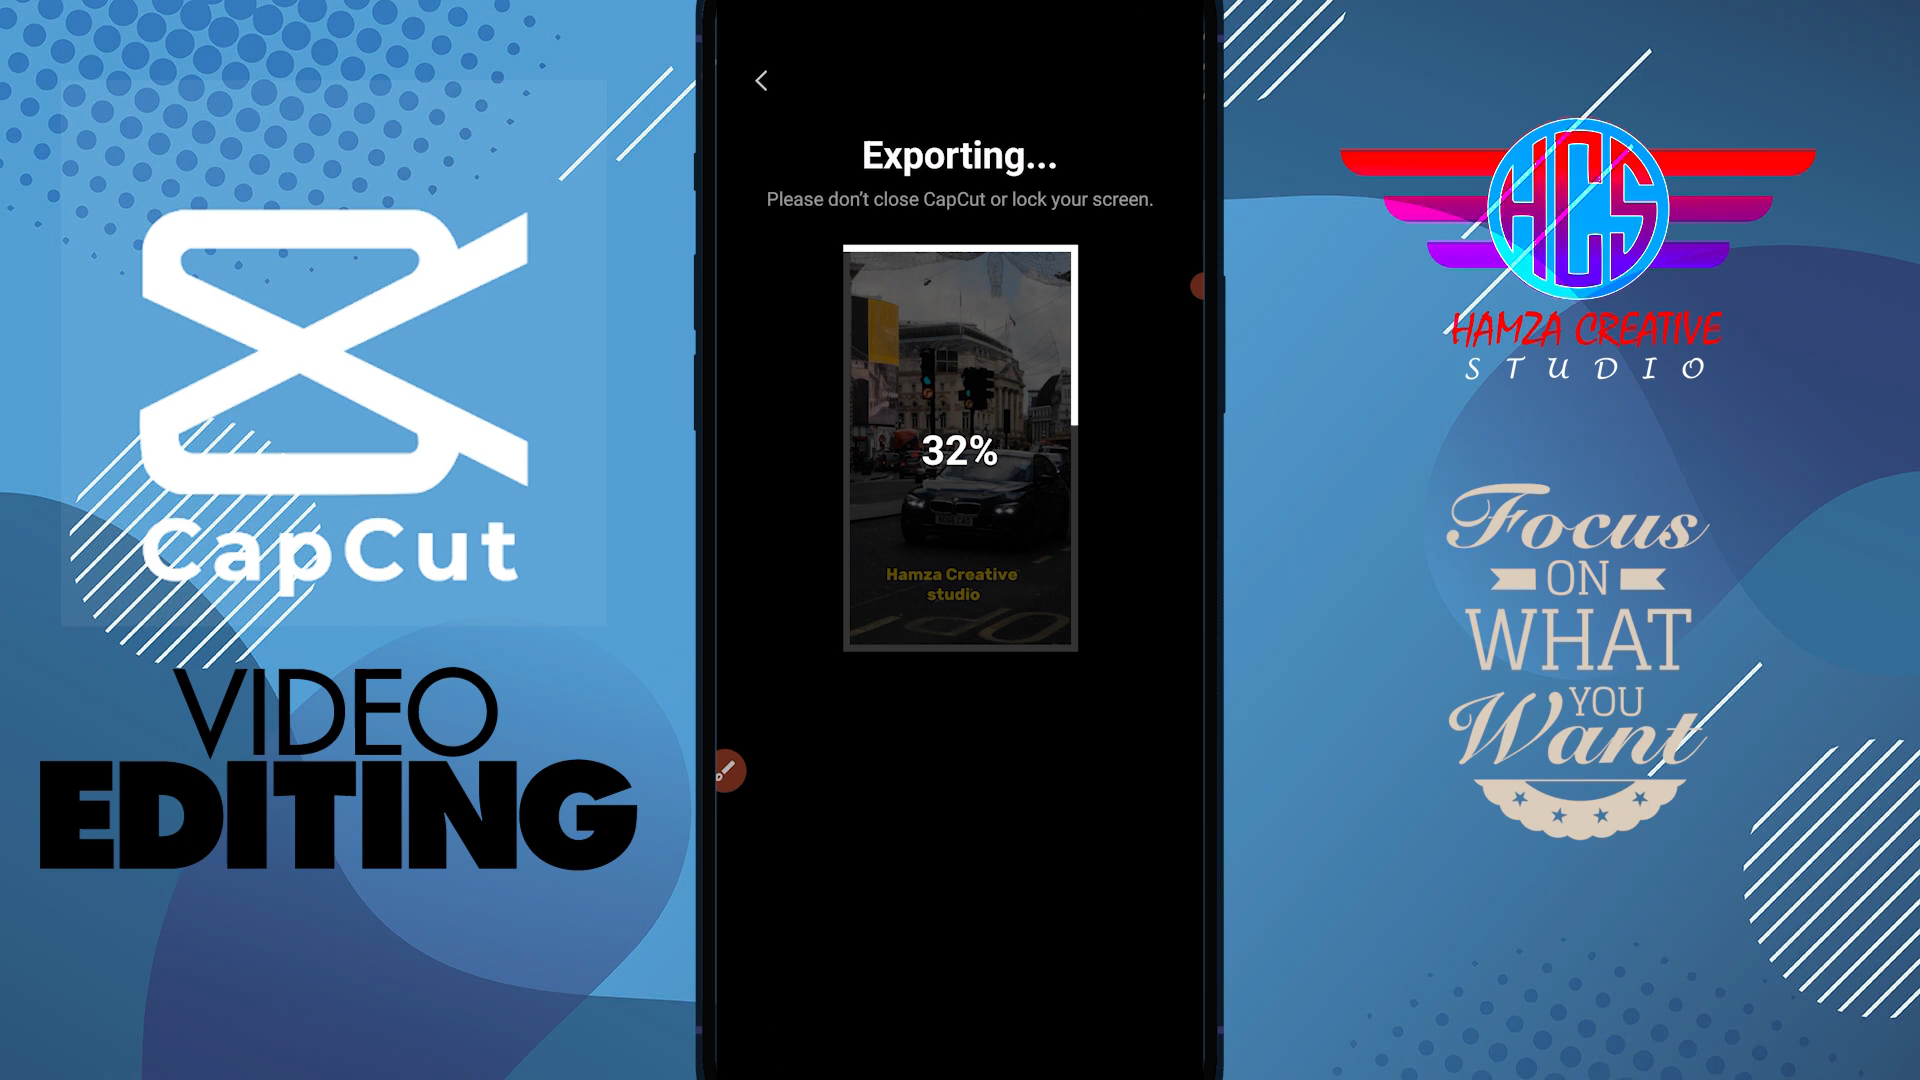 CapCut
VIDEO
EDITING
Exporting...
Please don't close CapCut or lock your screen.
32%
Hamza Creative
studio
HCS
HAMZA CREATIVE
STUDIO
Focus
ON
WHAT
YOU
Want